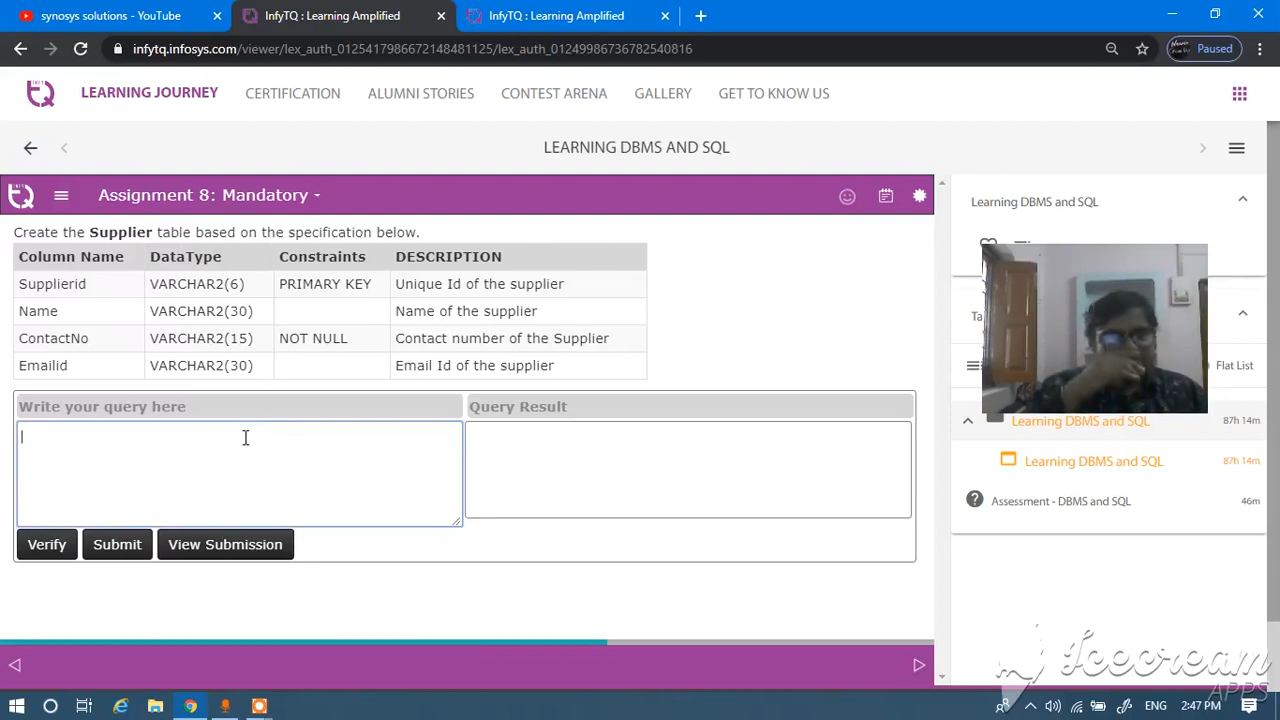 synosys solutions - YouTube
InfyTQ : Learning Amplified
InfyTQ : Learning Amplified
infytq.infosys.com/viewer/lex_auth_0125417986672148481125/lex_auth_01249986736782540816
Paused
LEARNING JOURNEY
CERTIFICATION
ALUMNI STORIES
CONTEST ARENA
GALLERY
GET TO KNOW US
LEARNING DBMS AND SQL
Assignment 8: Mandatory
Learning DBMS and SQL
Create the Supplier table based on the specification below.
Column Name DataType Constraints DESCRIPTION
Supplierid VARCHAR2(6) PRIMARY KEY Unique Id of the supplier
Name VARCHAR2(30) Name of the supplier
ContactNo VARCHAR2(15) NOT NULL Contact number of the Supplier
Emailid VARCHAR2(30) Email Id of the supplier
Write your query here
Query Result
Verify
Submit
View Submission
Flat List
Learning DBMS and SQL 87h 14m
Learning DBMS and SQL 87h 14m
Assessment - DBMS and SQL 46m
Icecream
APPS
ENG
2:47 PM